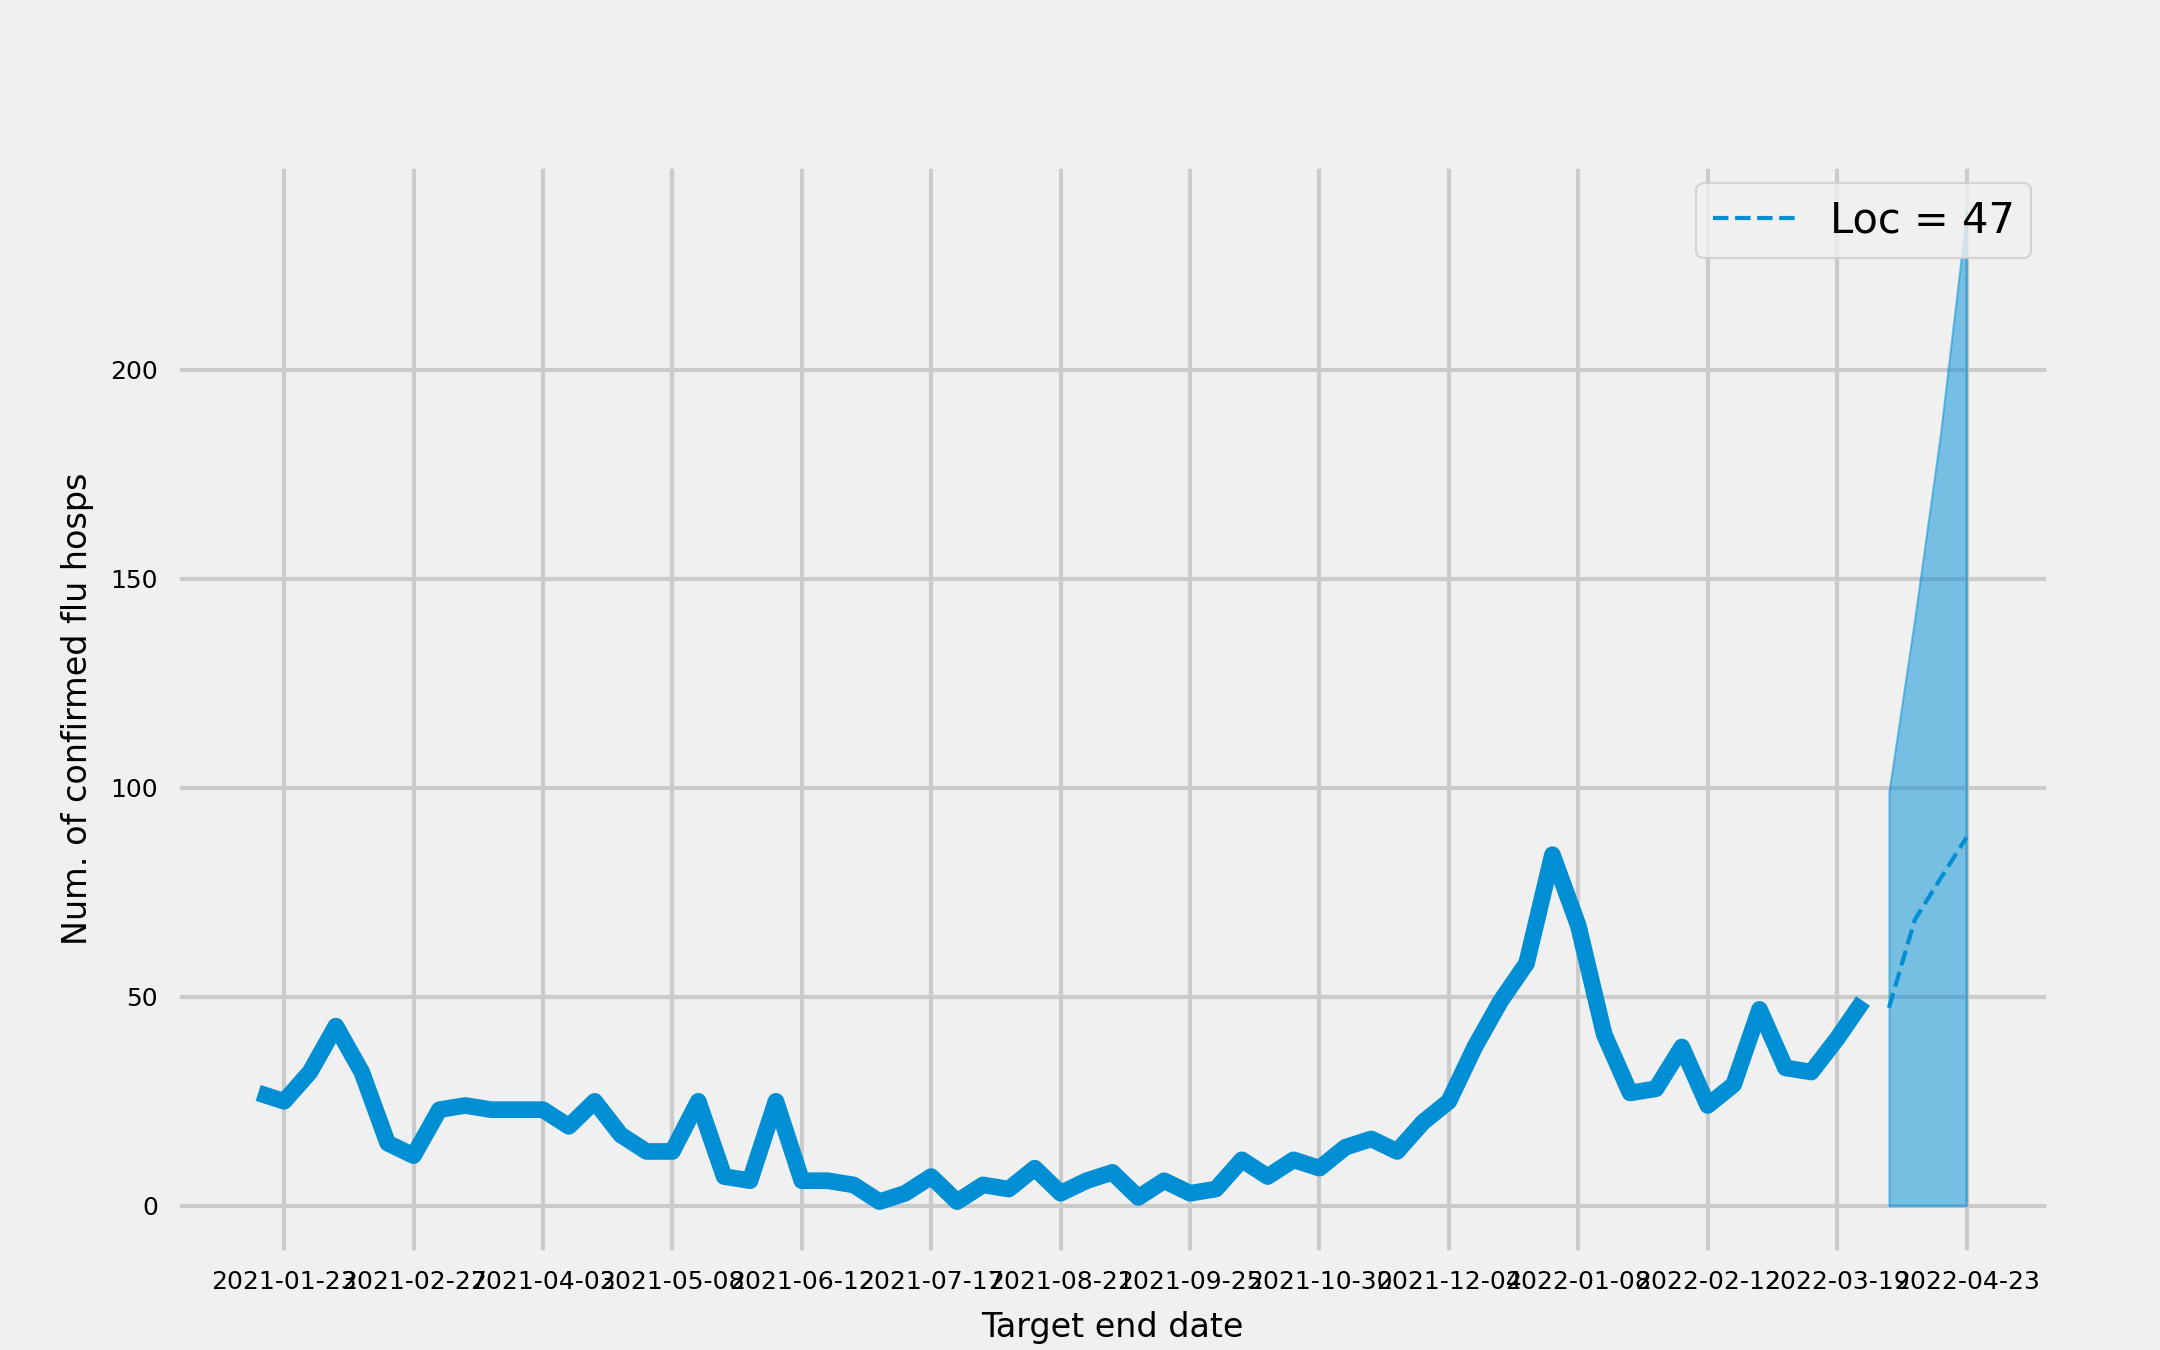 Loc = 47
Num. of confirmed flu hosps
200
150
100
50
0
2021-01-23 2021-02-27 2021-04-03 2021-05-08 2021-06-12 2021-07-17 2021-08-21 2021-09-25 2021-10-30 2021-12-04 2022-01-08 2022-02-12 2022-03-19 2022-04-23
Target end date